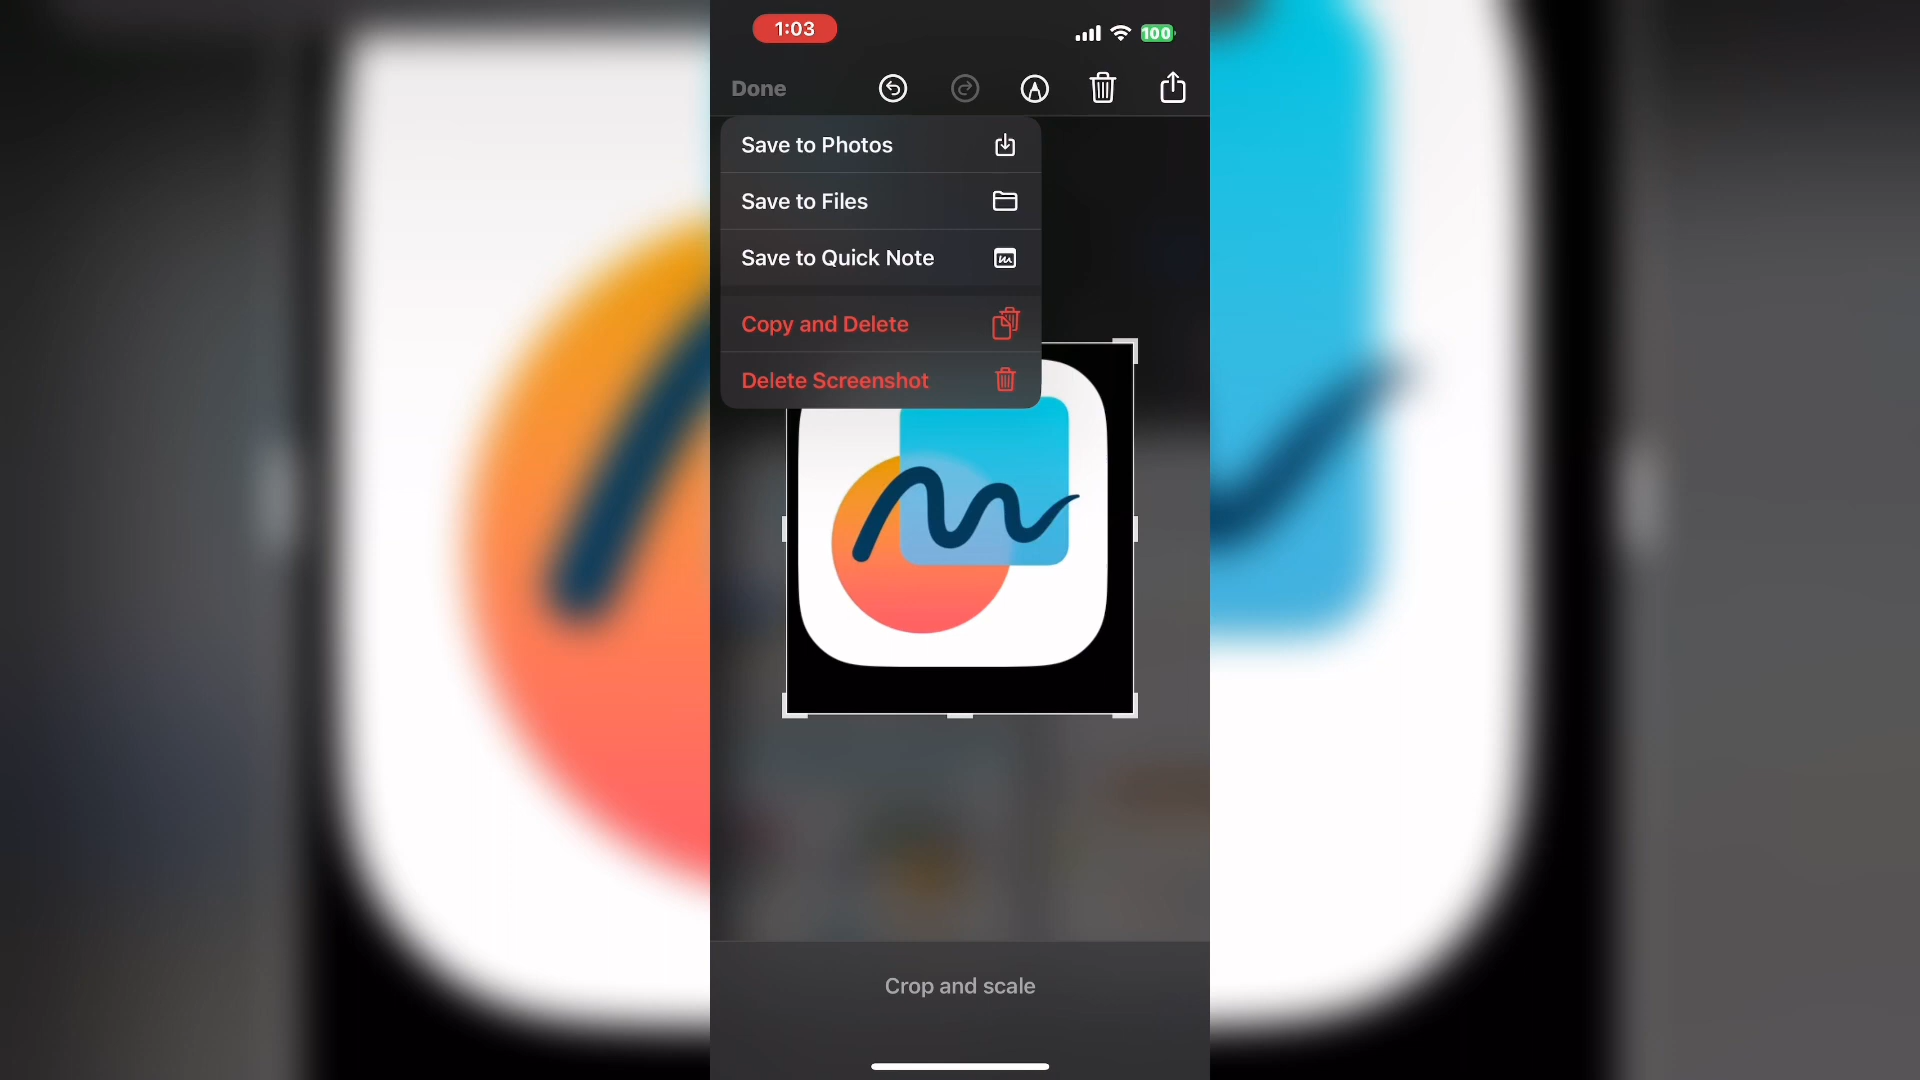 1:03
100
Done
Save to Photos
Save to Files
Save to Quick Note
Copy and Delete
Delete Screenshot
Crop and scale